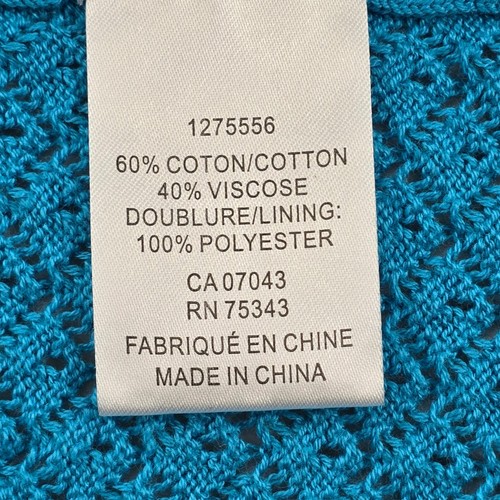 1275556
60% COTON/COTTON
40% VISCOSE
DOUBLURE/LINING:
100% POLYESTER
CA 07043
RN 75343
FABRIQUÉ EN CHINE
MADE IN CHINA